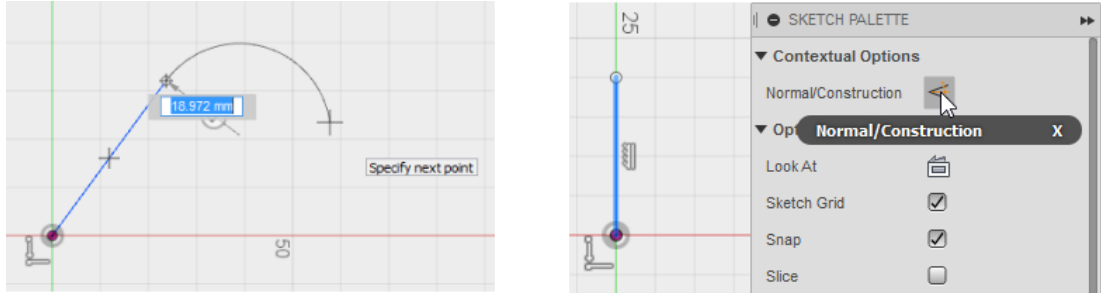 18.972 mm
Specify next point
50
25
SKETCH PALETTE
Contextual Options
Normal/Construction
Opt
Normal/Construction X
Look At
Sketch Grid
Snap
Slice